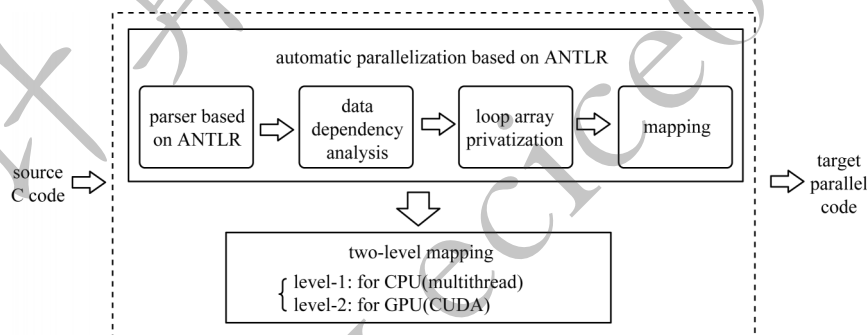 automatic parallelization based on ANTLR
parser based
on ANTLR
data
dependency
analysis
loop array
privatization
mapping
source
C code
target
parallel
code
two-level mapping
level-1: for CPU(multithread)
level-2: for GPU(CUDA)